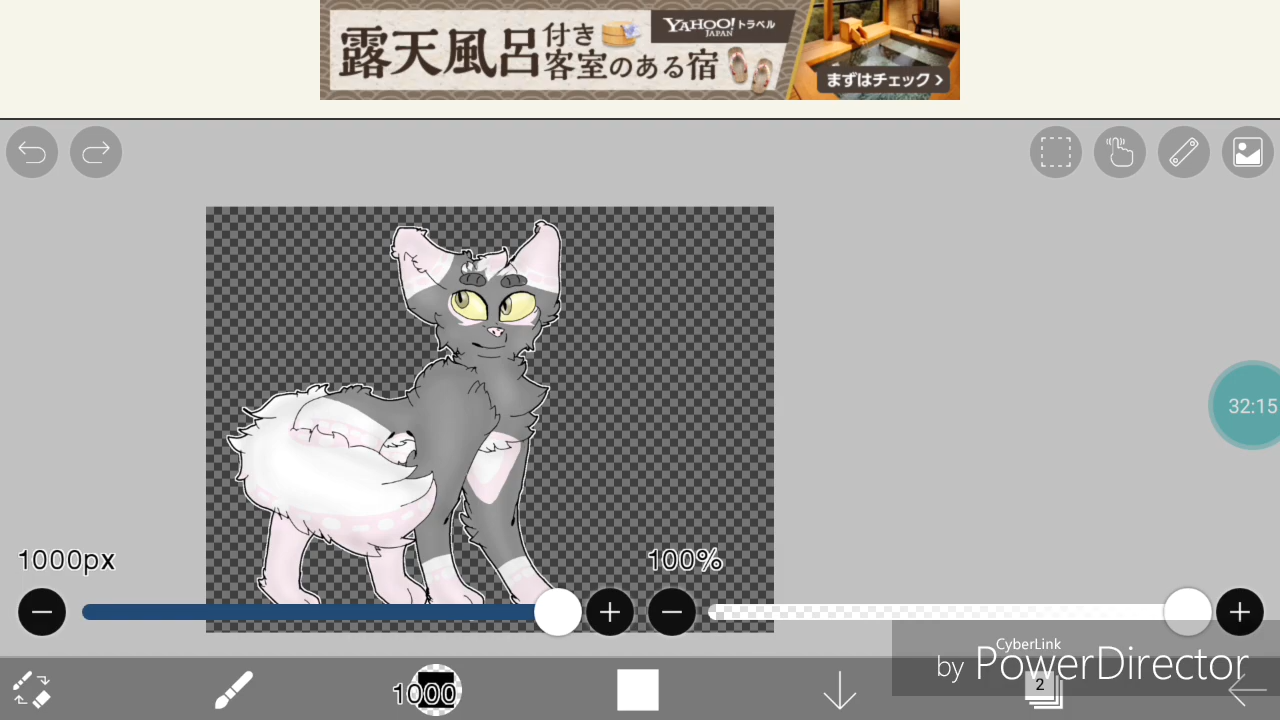 露天風呂付き客室のある宿
YAHOO!トラベル
JAPAN
まずはチェック >
32:15
1000px
100%
1000
2
CyberLink
by PowerDirector